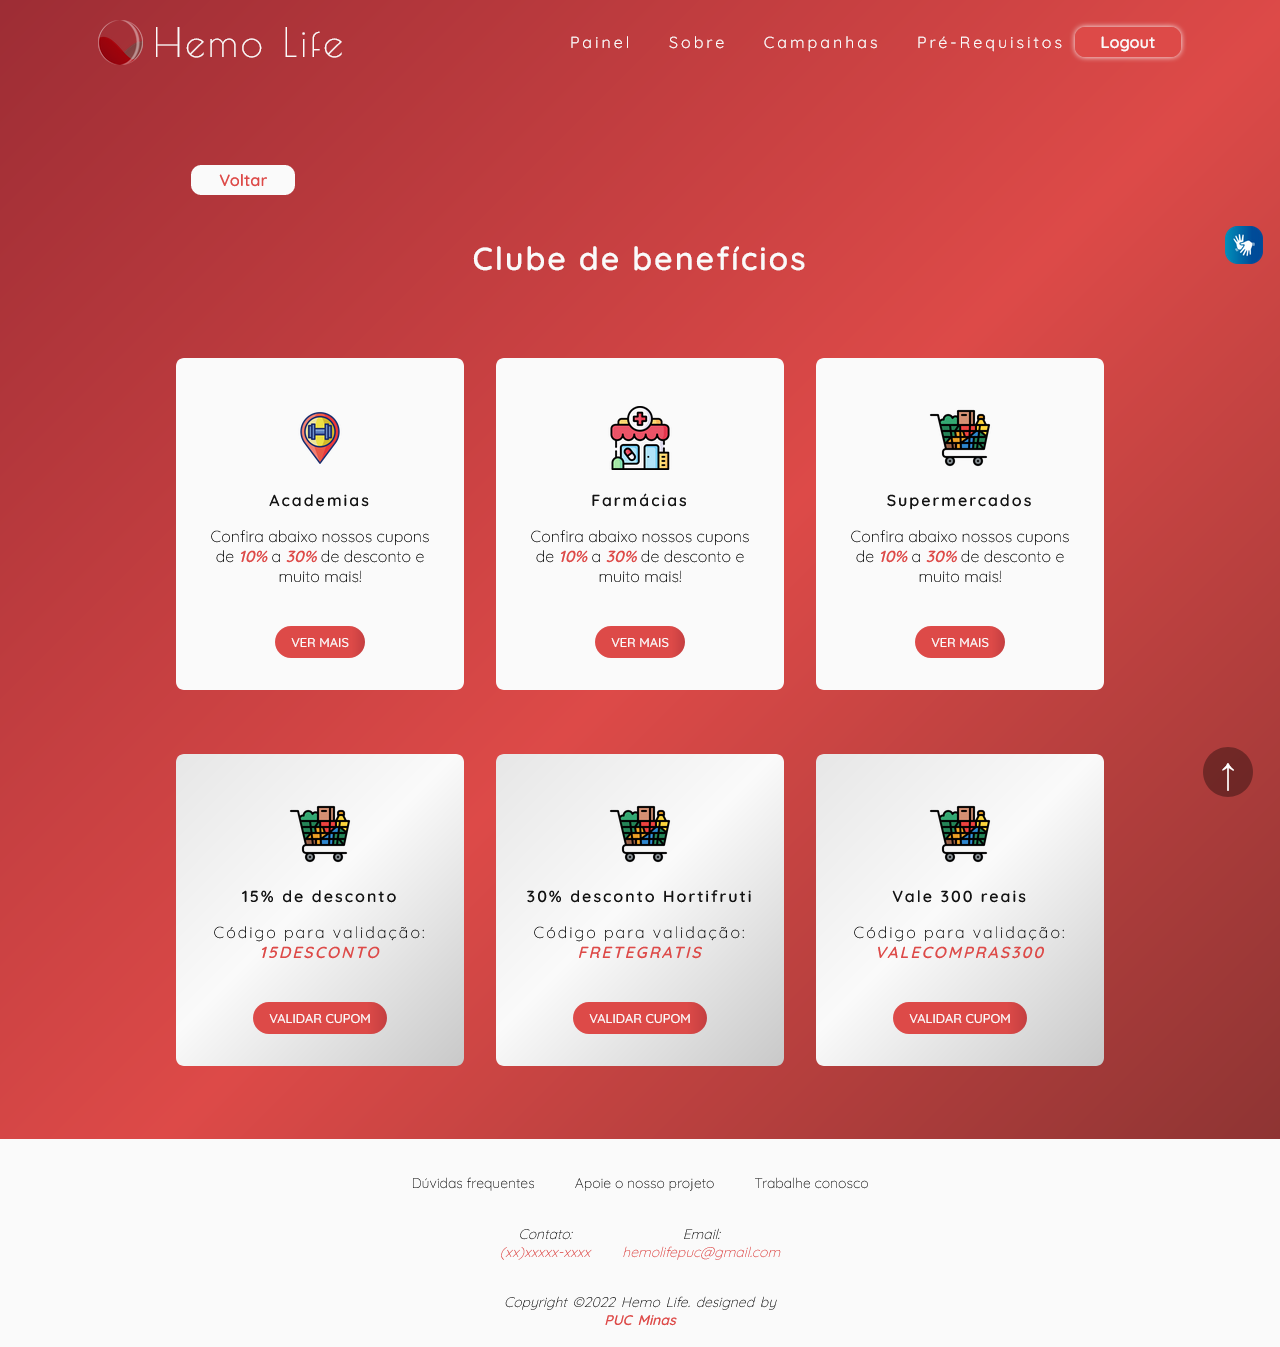 Hemo Life
Painel
Sobre
Campanhas
Pré-Requisitos
Logout
Voltar
Clube de benefícios
Academias
Confira abaixo nossos cupons
de 10% a 30% de desconto e
muito mais!
VER MAIS
Farmácias
Confira abaixo nossos cupons
de 10% a 30% de desconto e
muito mais!
VER MAIS
Supermercados
Confira abaixo nossos cupons
de 10% a 30% de desconto e
muito mais!
VER MAIS
15% de desconto
Código para validação:
15DESCONTO
VALIDAR CUPOM
30% desconto Hortifruti
Código para validação:
FRETEGRATIS
VALIDAR CUPOM
Vale 300 reais
Código para validação:
VALECOMPRAS300
VALIDAR CUPOM
Dúvidas frequentes
Apoie o nosso projeto
Trabalhe conosco
Contato:
(xx)xxxxx-xxxx
Email:
hemolifepuc@gmail.com
Copyright ©2022 Hemo Life. designed by
PUC Minas